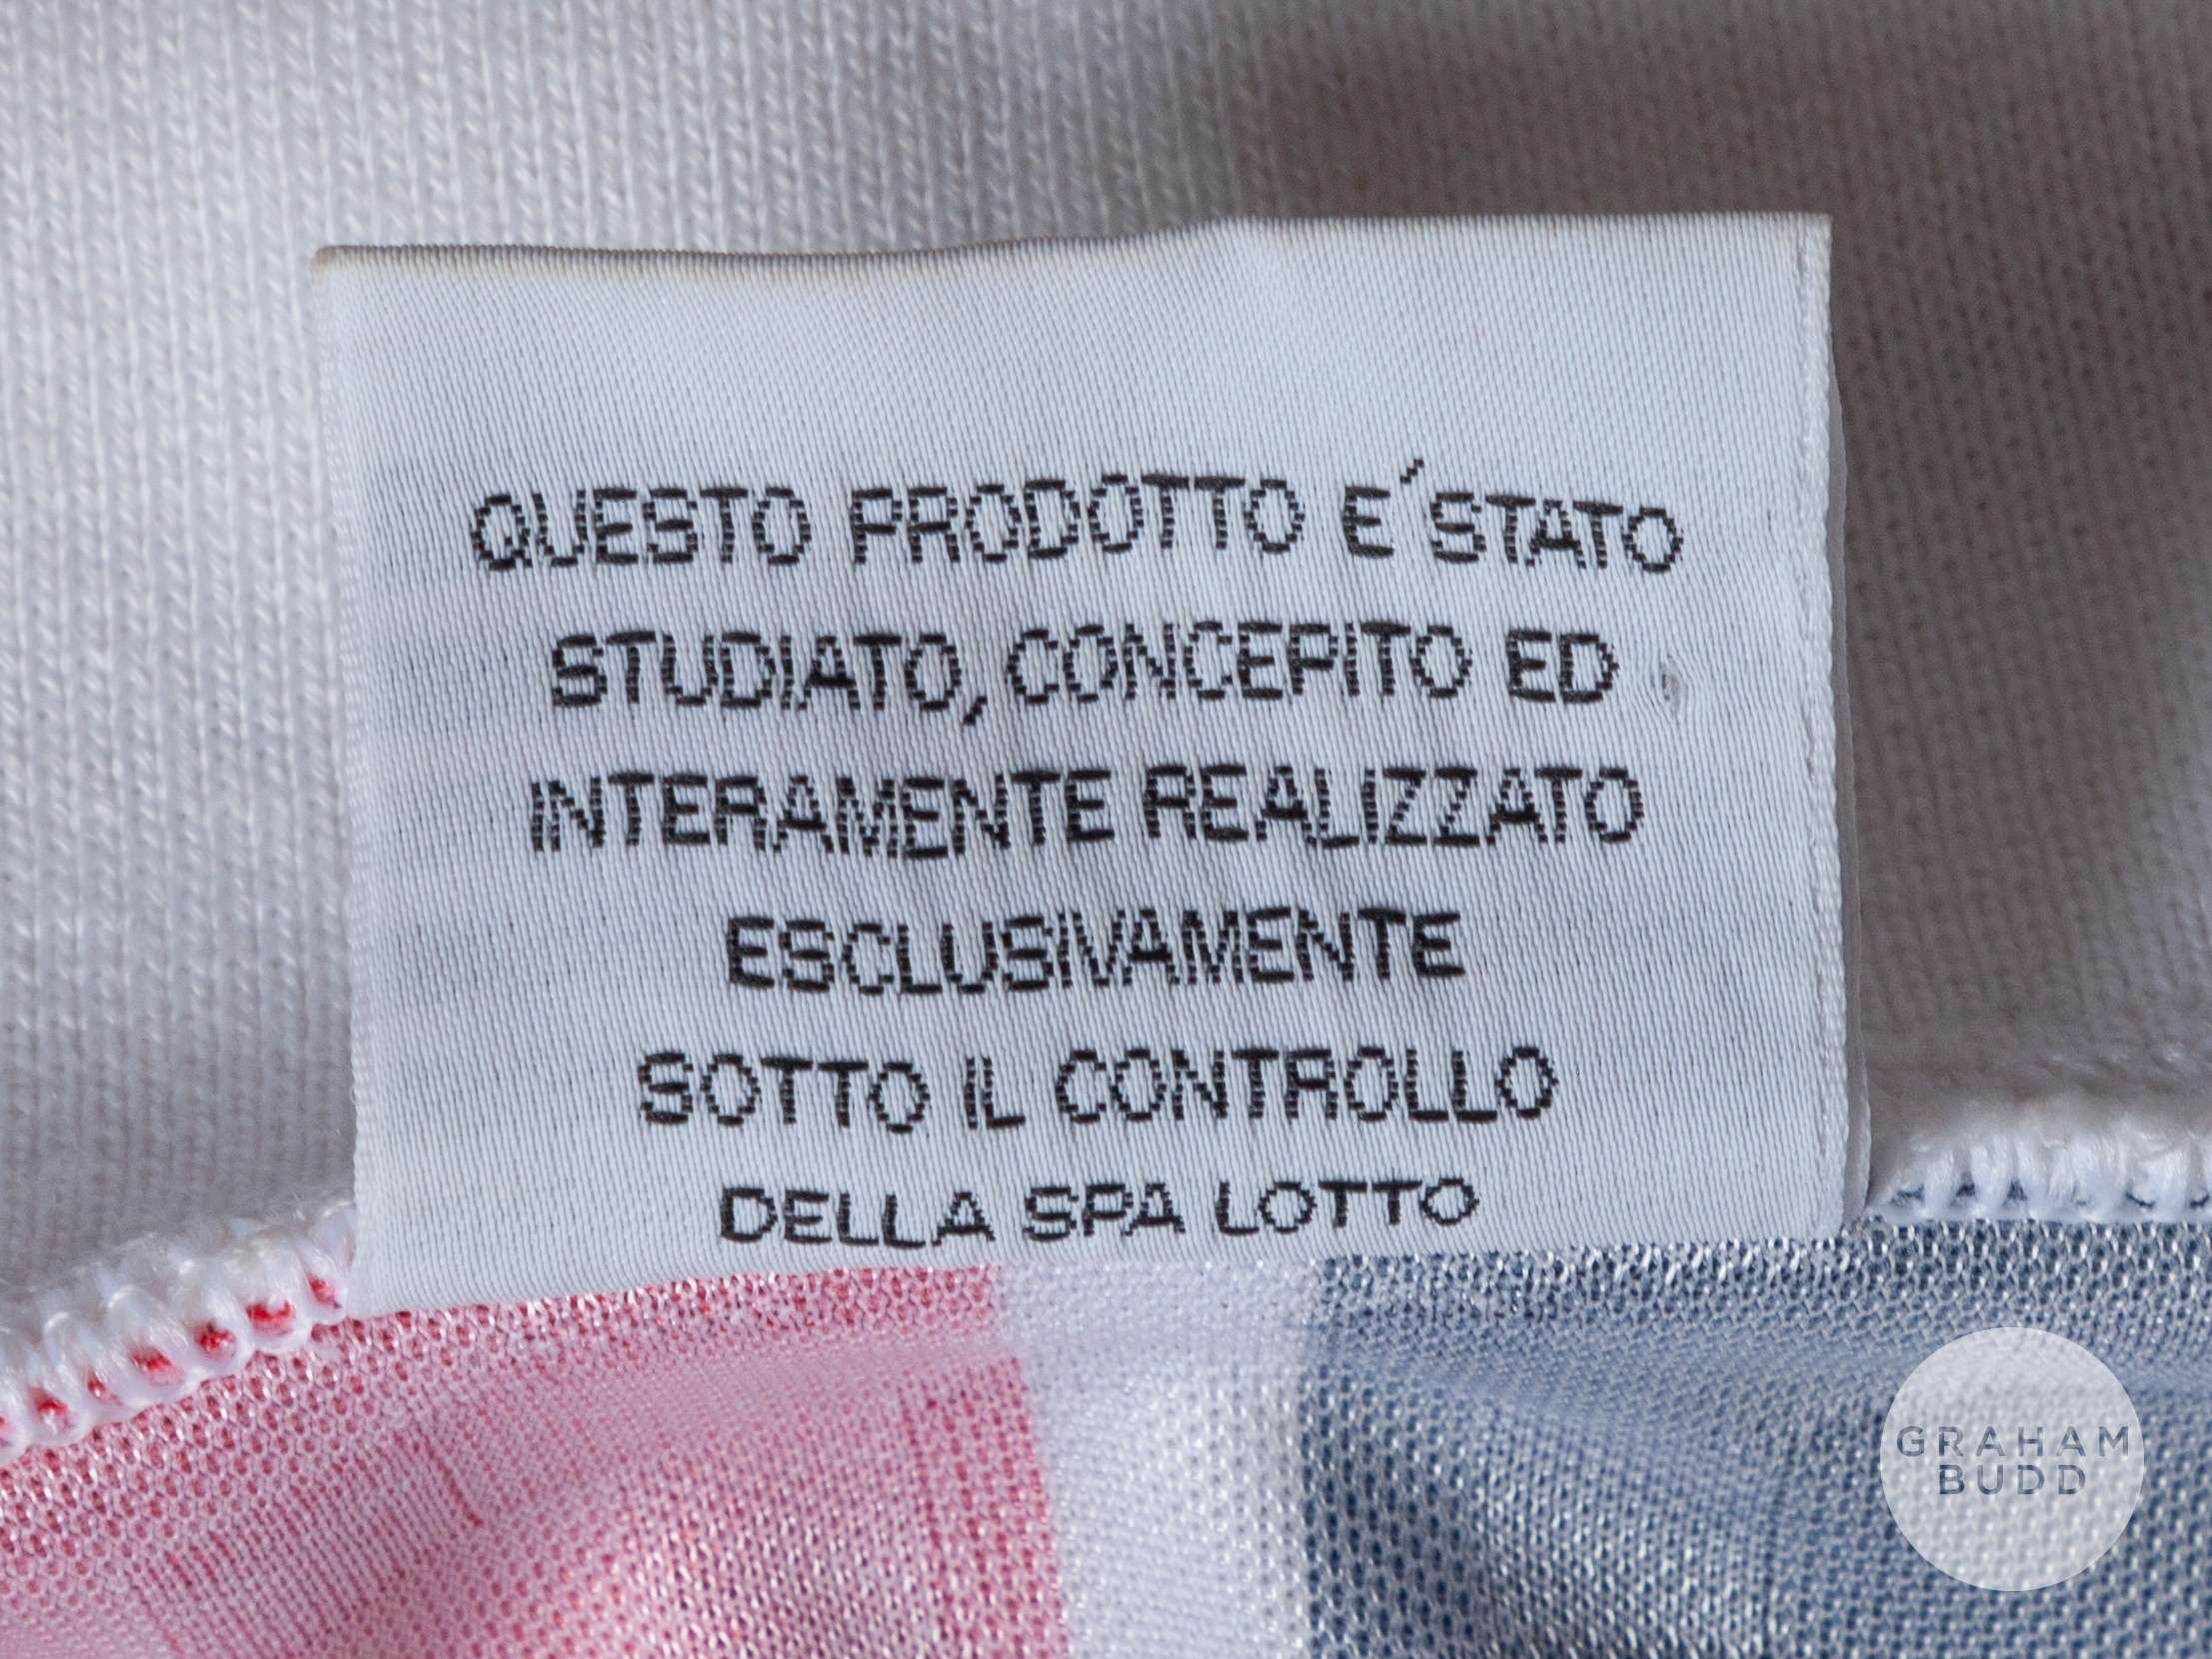 QUESTO PRODOTTO E´STATO
STUDIATO, CONCEPITO ED
INTERAMENTE REALIZZATO
ESCLUSIVAMENTE
SOTTO IL CONTROLLO
DELLA SPA LOTTO
GRAHAM
BUDD